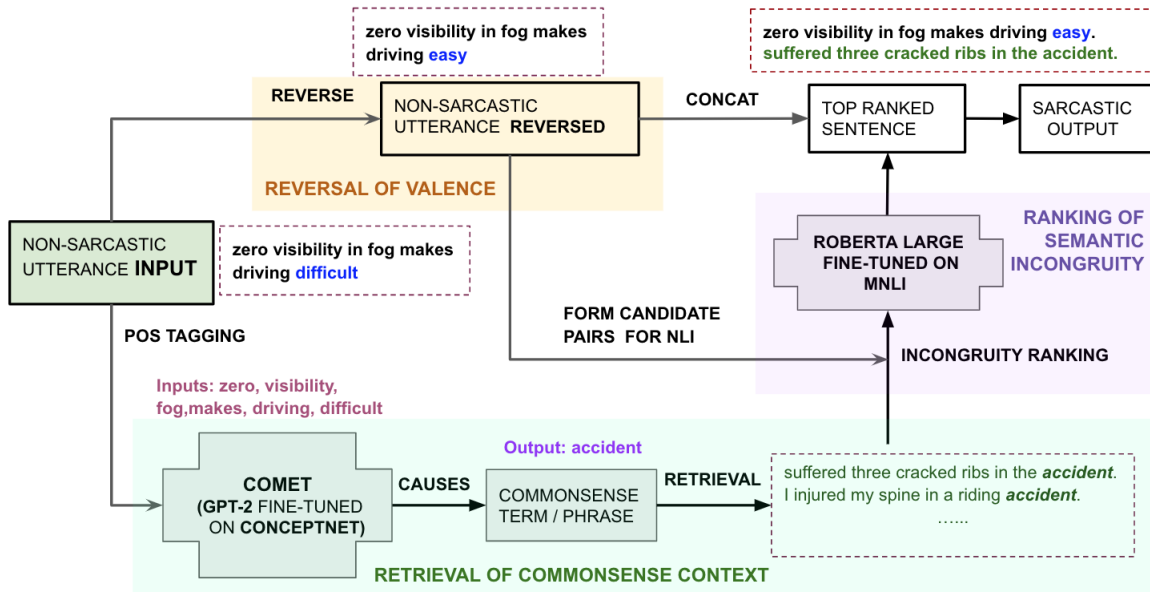 zero visibility in fog makes
driving easy
zero visibility in fog makes driving easy.
suffered three cracked ribs in the accident.
REVERSE
NON-SARCASTIC
UTTERANCE REVERSED
CONCAT
TOP RANKED
SENTENCE
SARCASTIC
OUTPUT
REVERSAL OF VALENCE
NON-SARCASTIC
UTTERANCE INPUT
zero visibility in fog makes
driving difficult
RANKING OF
SEMANTIC
INCONGRUITY
ROBERTA LARGE
FINE-TUNED ON
MNLI
POS TAGGING
FORM CANDIDATE
PAIRS FOR NLI
INCONGRUITY RANKING
Inputs: zero, visibility,
fog,makes, driving, difficult
Output: accident
COMET
(GPT-2 FINE-TUNED
ON CONCEPTNET)
CAUSES
COMMONSENSE
TERM / PHRASE
RETRIEVAL
suffered three cracked ribs in the accident.
I injured my spine in a riding accident.
…...
RETRIEVAL OF COMMONSENSE CONTEXT